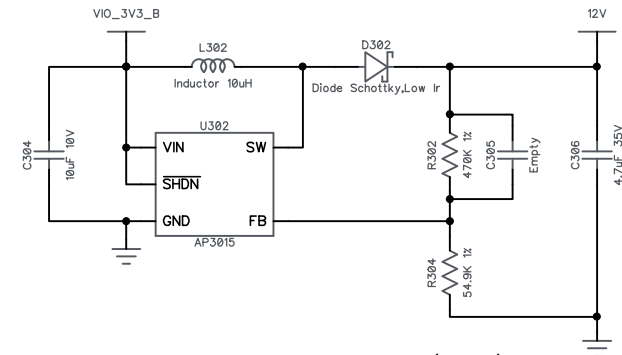 VIO_3V3_B
12V
L302
Inductor 10uH
D302
Diode Schottky,Low Ir
C304
10uF 10V
U302
VIN
SW
SHDN
GND
FB
AP3015
R302
470K 1%
C305
Empty
C306
4.7uF 35V
R304
54.9K 1%